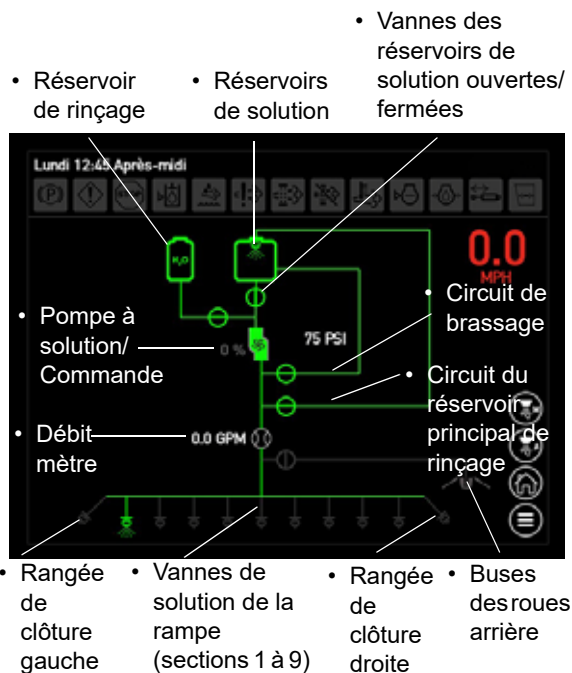 • Vannes des
réservoirs de
solution ouvertes/
fermées
• Réservoir
de rinçage
• Réservoirs
de solution
Lundi 12:45 Après-midi
(P)
H₂O
0.0
MPH
• Circuit de
brassage
• Pompe à
solution/
Commande
0 %
75 PSI
• Circuit du
réservoir
principal de
rinçage
• Débit
mètre
0.0 GPM
• Rangée
de
clôture
gauche
• Vannes de
solution de la
rampe
(sections 1 à 9)
• Rangée
de
clôture
droite
• Buses
des roues
arrière